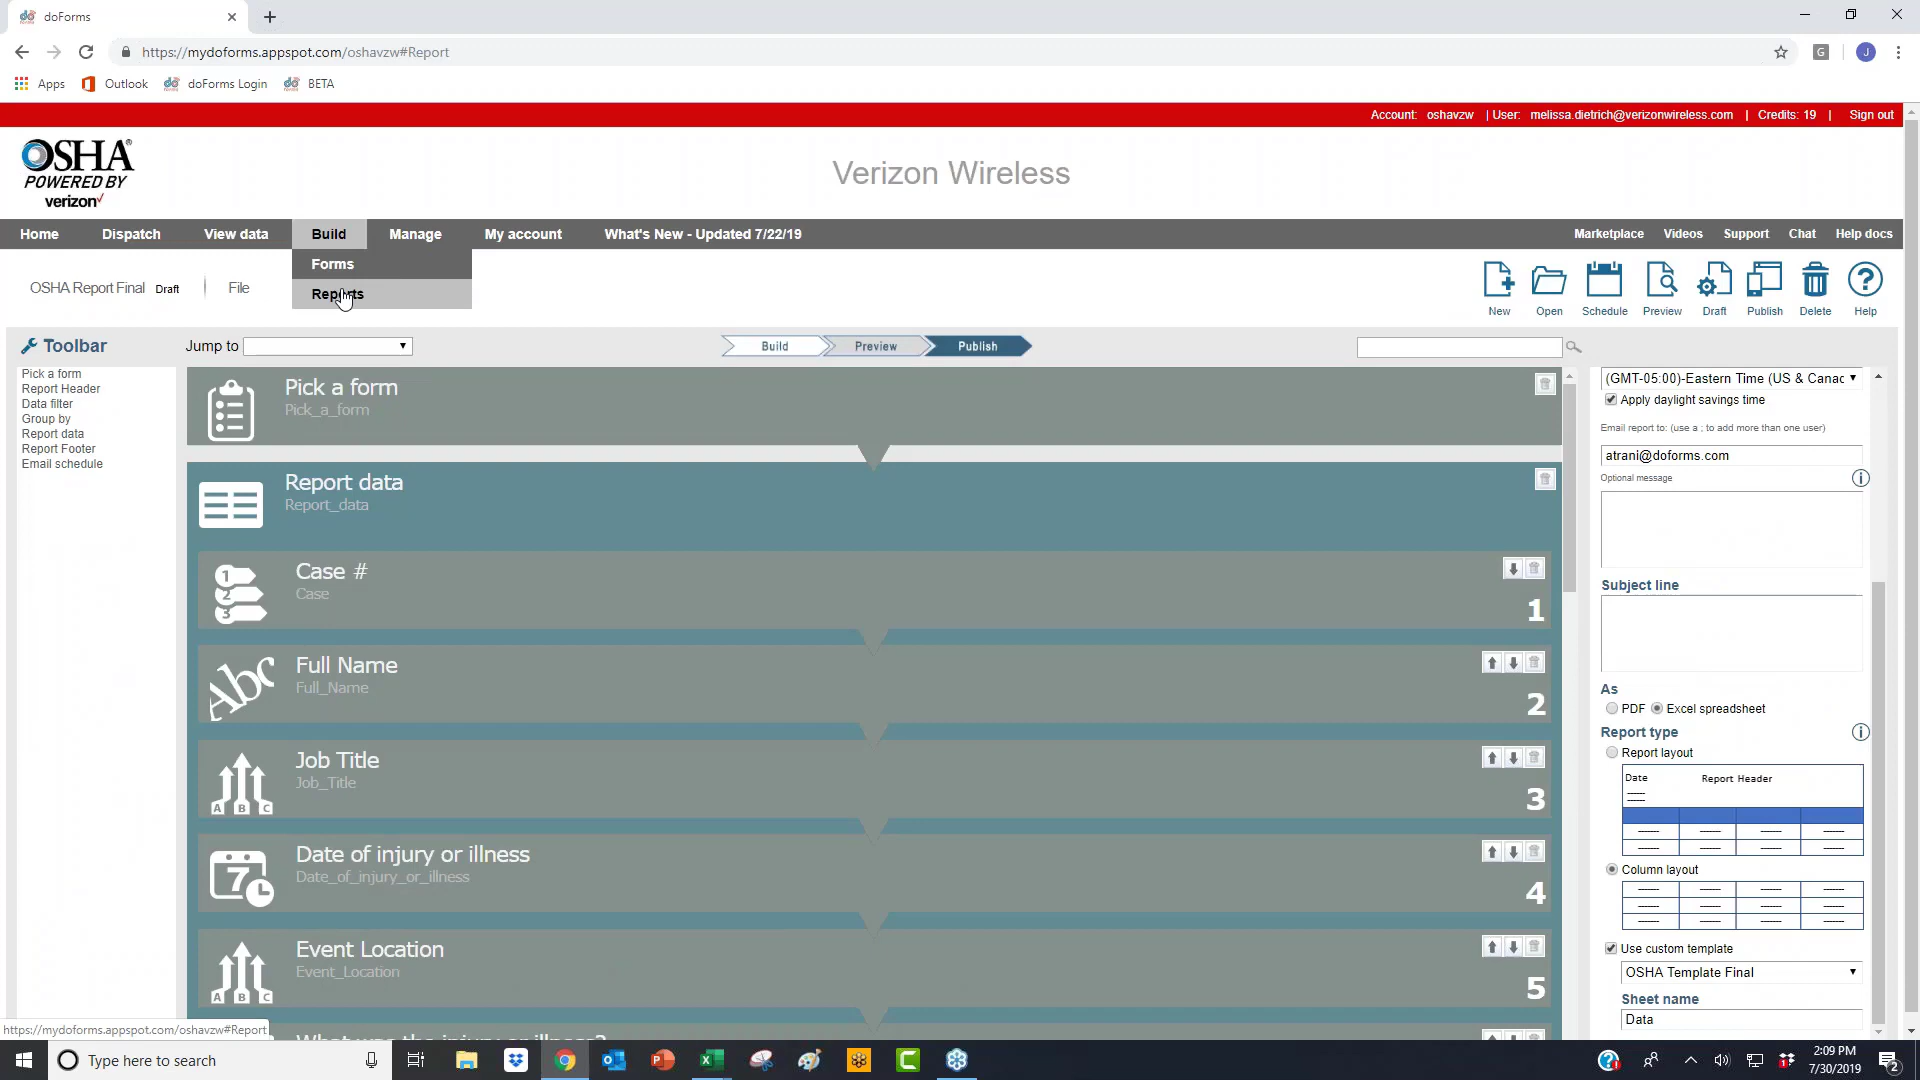 doForms
https://mydoforms.appspot.com/oshavzw#Report
G
J
Apps Outlook doForms Login BETA
Account: oshavzw | User: melissa.dietrich@verizonwireless.com | Credits: 19 | Sign out
OSHA
POWERED BY
verizon
Verizon Wireless
Home Dispatch View data Build Manage My account What's New - Updated 7/22/19 Marketplace Videos Support Chat Help docs
Forms
Reports
OSHA Report Final Draft File
New Open Schedule Preview Draft Publish Delete Help
Toolbar
Jump to
Build Preview Publish
Pick a form
Report Header
Data filter
Group by
Report data
Report Footer
Email schedule
Pick a form
Pick_a_form
Report data
Report_data
Case #
Case
1
Full Name
Full_Name
2
Job Title
Job_Title
3
Date of injury or illness
Date_of_injury_or_illness
4
Event Location
Event_Location
5
What was the injury or illness?
(GMT-05:00)-Eastern Time (US & Canac
Apply daylight savings time
Email report to: (use a ; to add more than one user)
atrani@doforms.com
Optional message
Subject line
As
PDF Excel spreadsheet
Report type
Report layout
Date Report Header
Column layout
Use custom template
OSHA Template Final
Sheet name
Data
https://mydoforms.appspot.com/oshavzw#Report
Type here to search
2:09 PM
7/30/2019
2